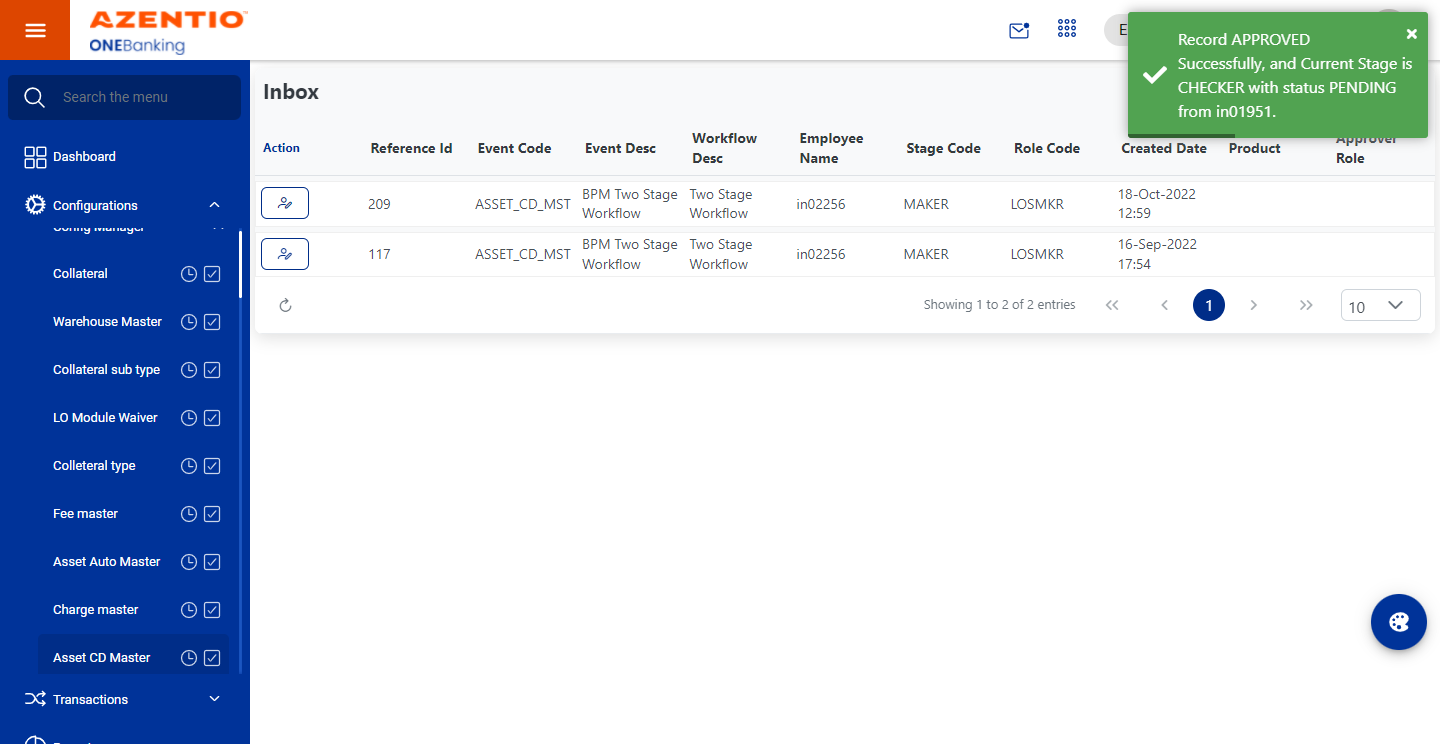 AZENTIO
ONEBanking
E
Record APPROVED
Successfully, and Current Stage is
CHECKER with status PENDING
from in01951.
Search the menu
Dashboard
Configurations
Config Manager
Collateral
Warehouse Master
Collateral sub type
LO Module Waiver
Colleteral type
Fee master
Asset Auto Master
Charge master
Asset CD Master
Transactions
Inbox
Action Reference Id Event Code Event Desc Workflow Desc Employee Name Stage Code Role Code Created Date Product Approver Role
209 ASSET_CD_MST BPM Two Stage Workflow Two Stage Workflow in02256 MAKER LOSMKR 18-Oct-2022 12:59
117 ASSET_CD_MST BPM Two Stage Workflow Two Stage Workflow in02256 MAKER LOSMKR 16-Sep-2022 17:54
Showing 1 to 2 of 2 entries 1 10